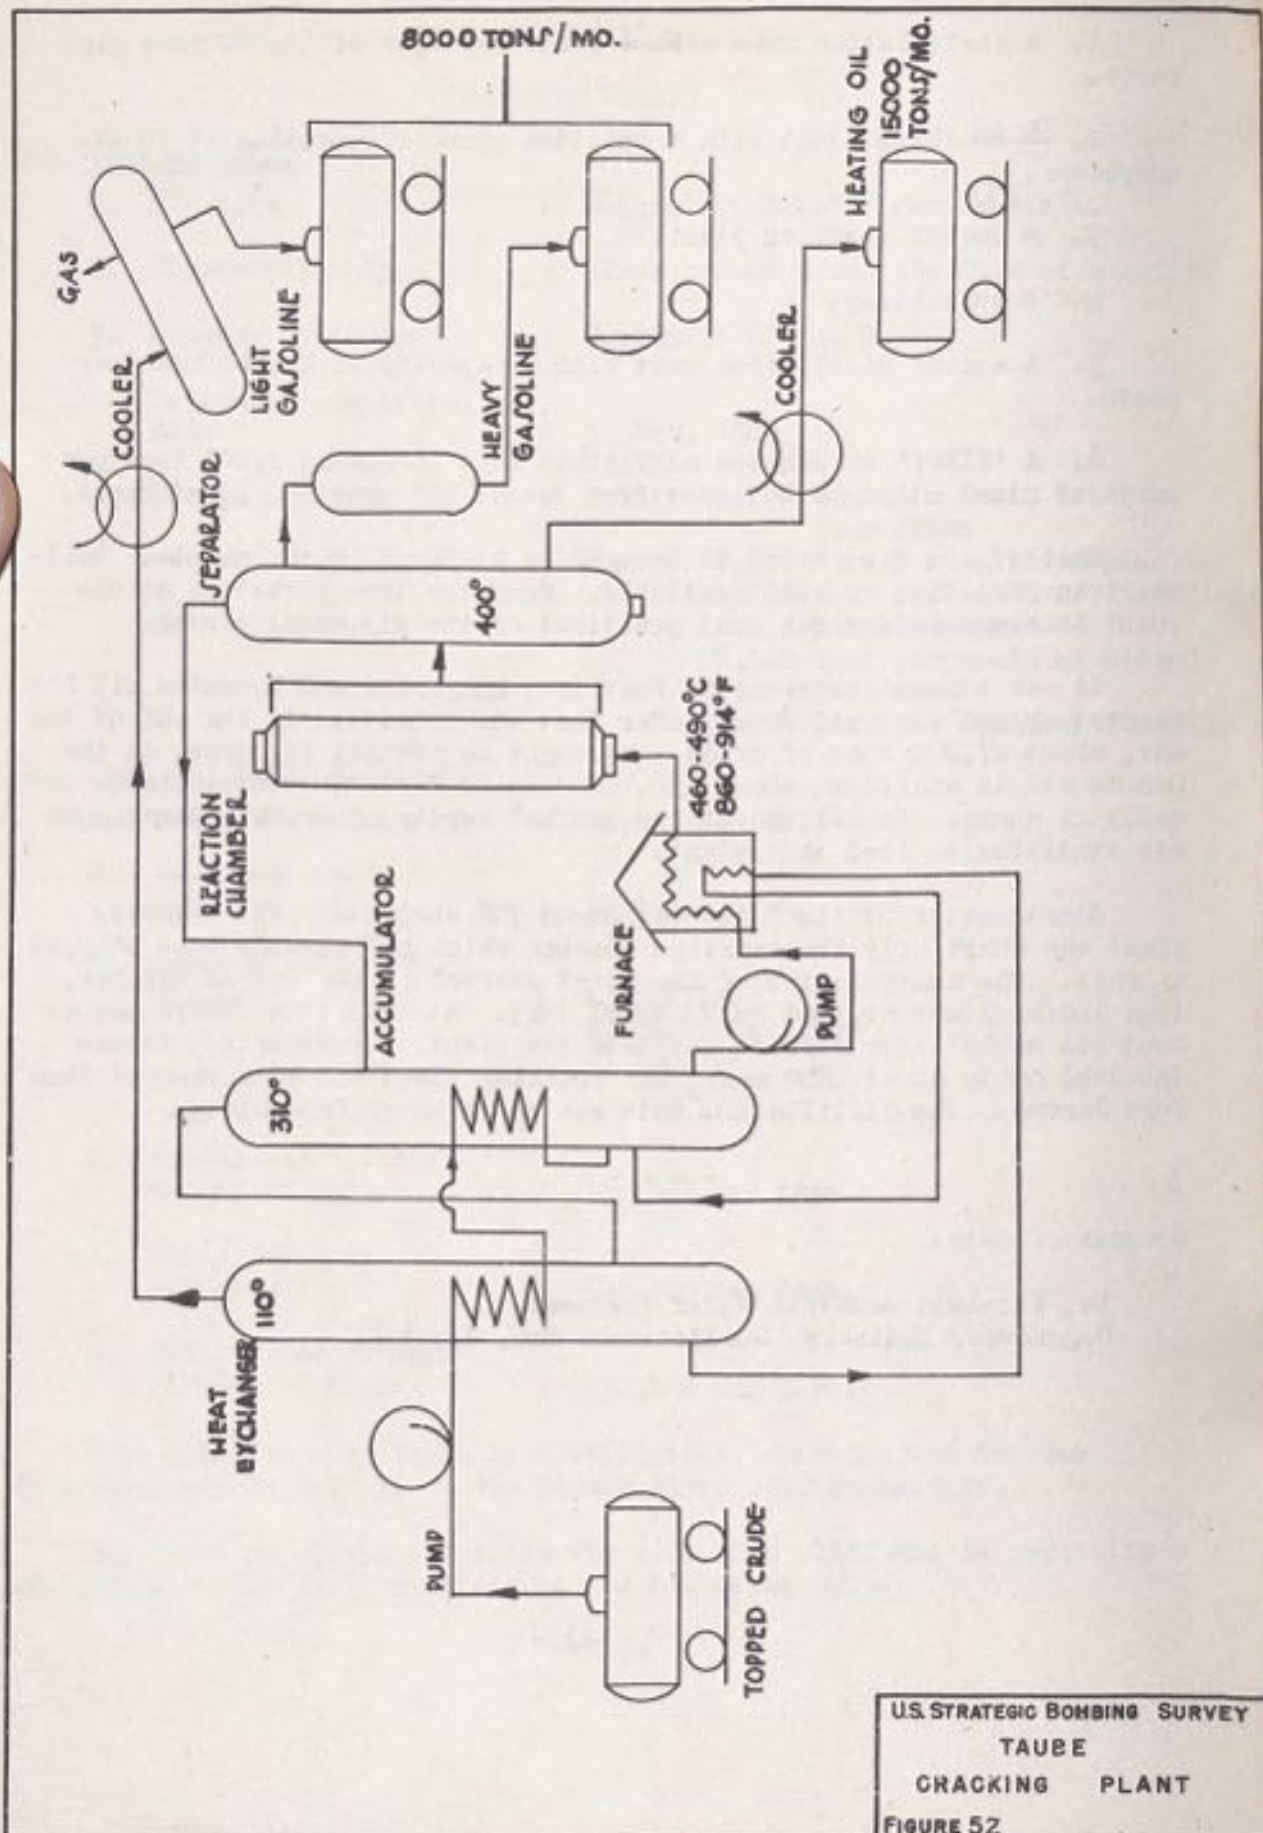 8000 TONS/MO.
GAS
COOLER
LIGHT
GASOLINE
HEAVY
GASOLINE
HEATING OIL
15000
TONS/MO.
COOLER
SEPARATOR
400°
REACTION
CHAMBER
460-490°C
860-914°F
ACCUMULATOR
FURNACE
310°
PUMP
HEAT
BYCHANGER
110°
PUMP
TOPPED CRUDE
U.S. STRATEGIC BOMBING SURVEY
TAUBE
CRACKING PLANT
FIGURE 52